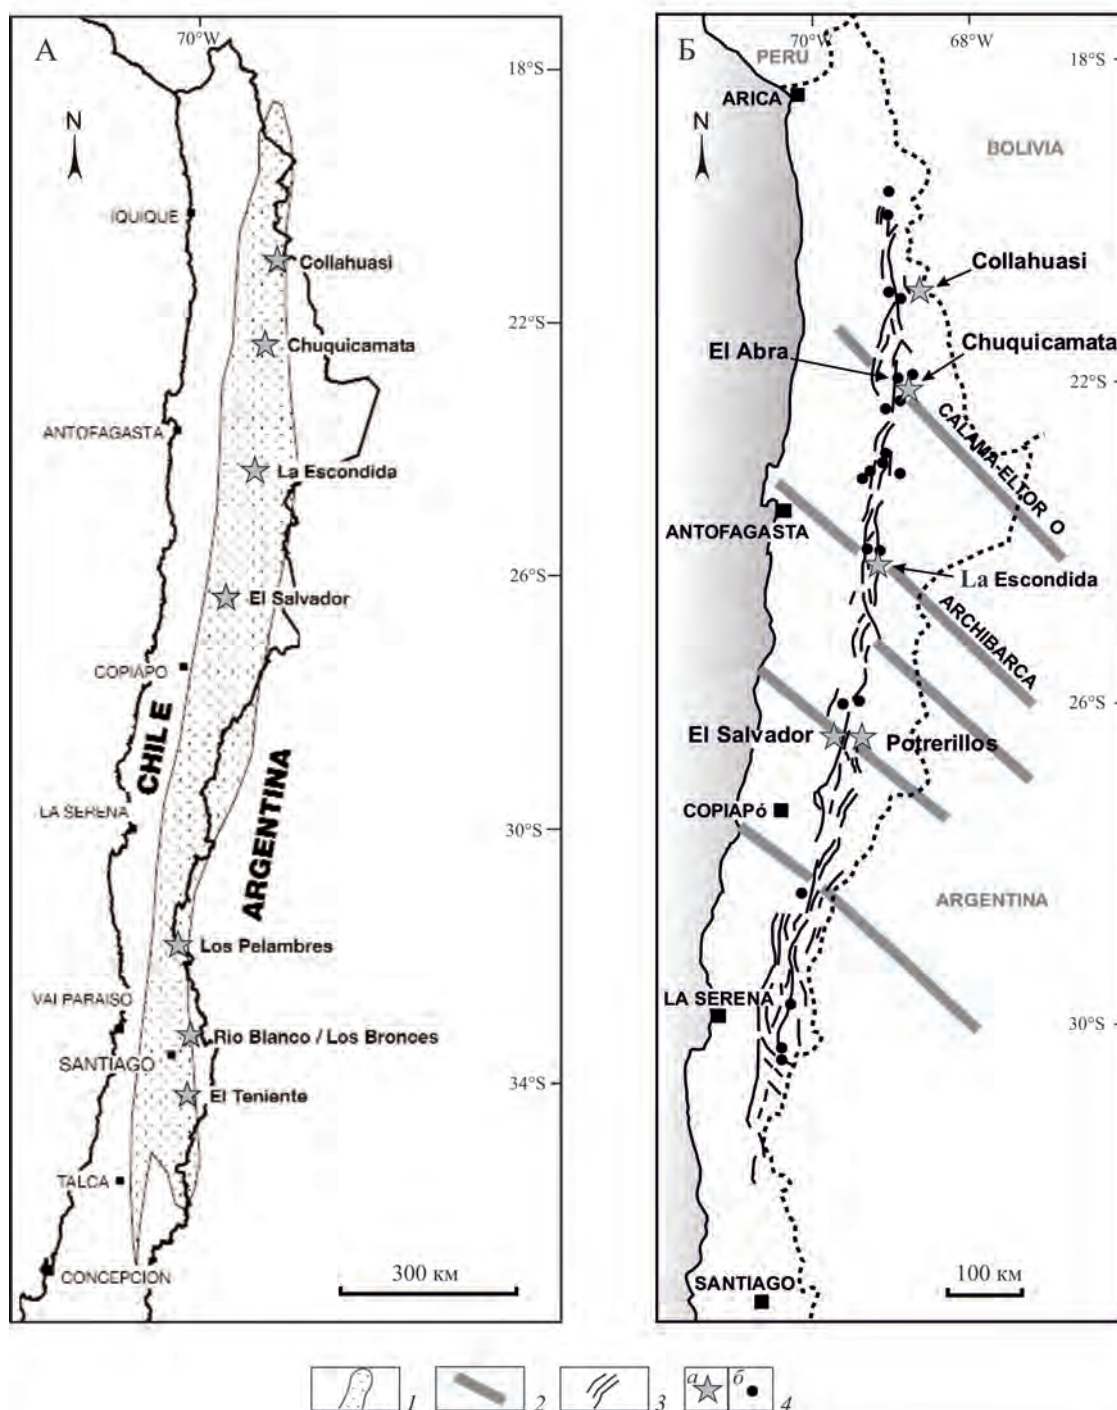 А
70°W
18°S
N
IQUIQUE
Collahuasi
22°S
Chuquicamata
ANTOFAGASTA
La Escondida
26°S
El Salvador
COPIAPO
CHILE
ARGENTINA
LA SERENA
30°S
Los Pelambres
VAI PARAISO
Rio Blanco / Los Bronces
SANTIAGO
34°S
El Teniente
TALCA
CONCEPCION
300 км
Б
70°W
68°W
18°S
PERU
ARICA
N
BOLIVIA
Collahuasi
El Abra
Chuquicamata
22°S
CALAMA-ELTOR O
ANTOFAGASTA
La Escondida
ARCHIBARCA
26°S
El Salvador
Potrerillos
COPIAPó
ARGENTINA
LA SERENA
30°S
SANTIAGO
100 км
1
2
3
а
б
4